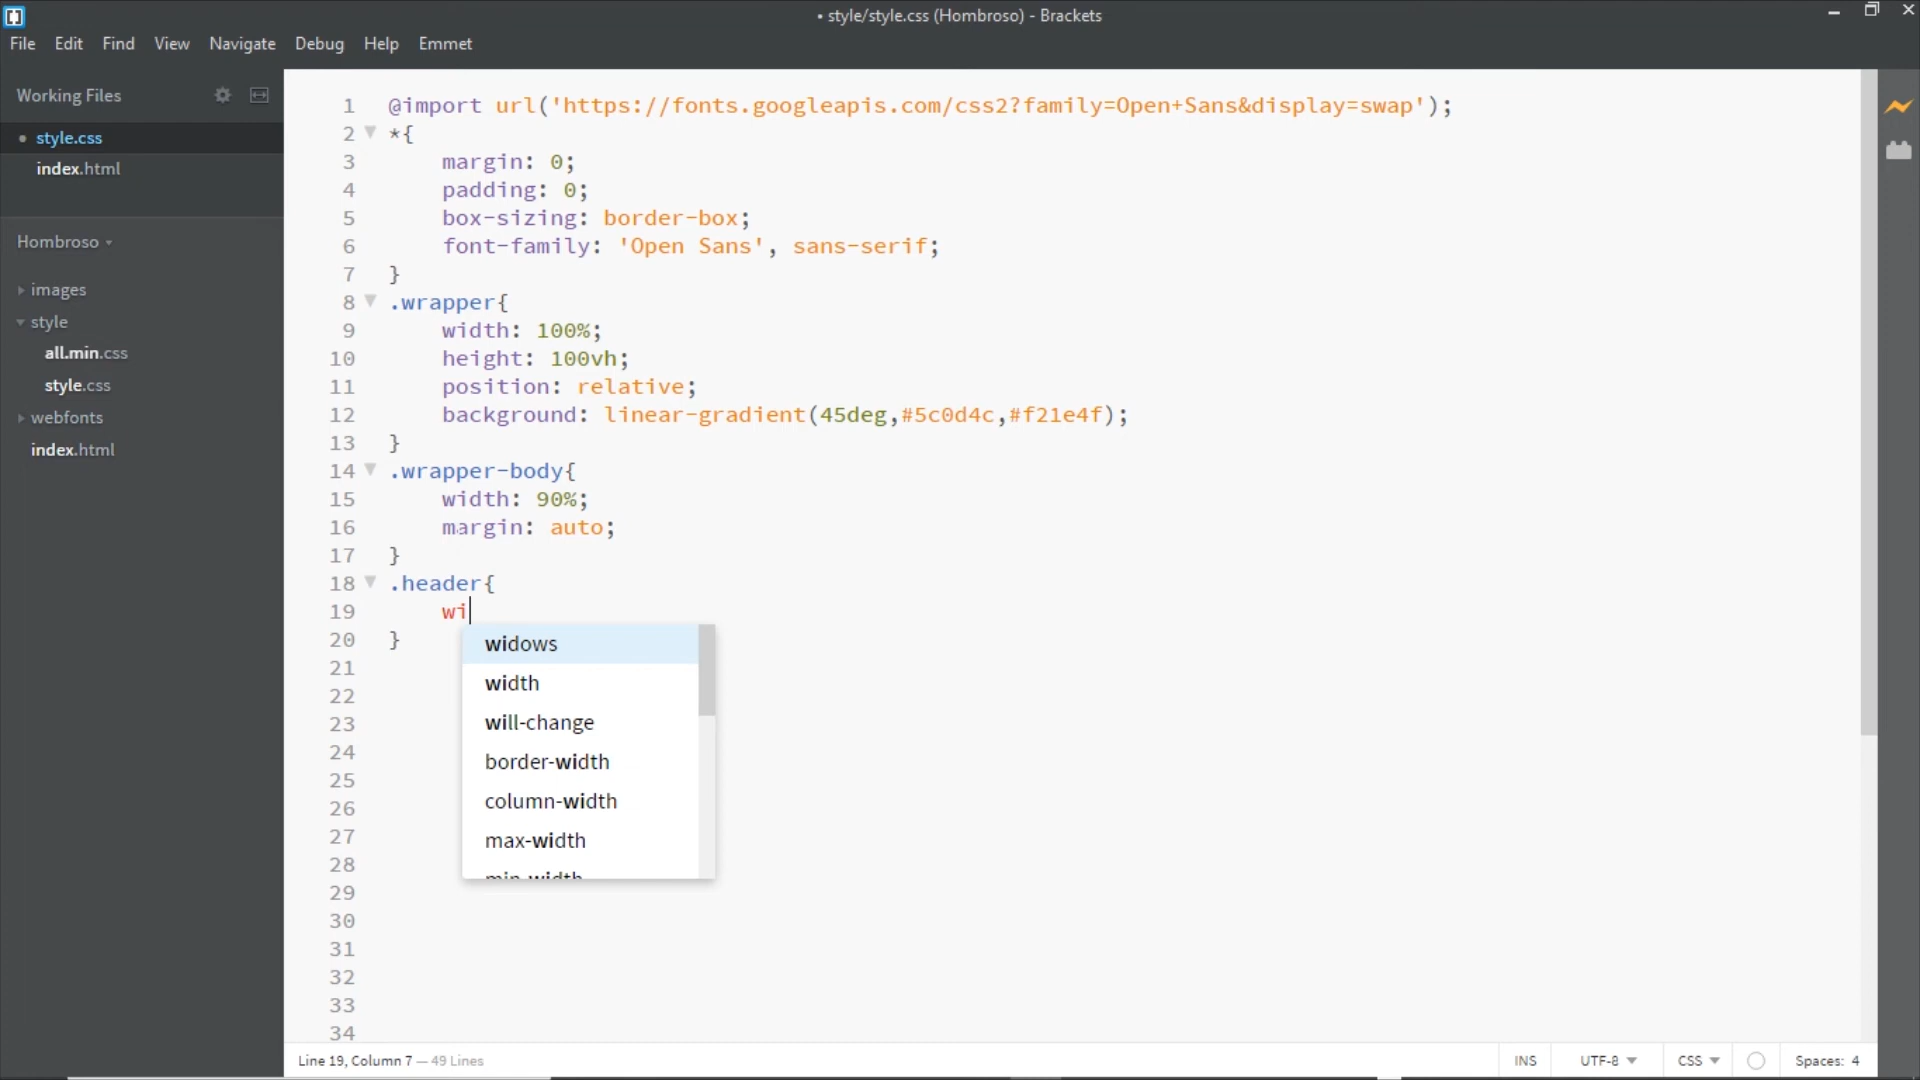 • style/style.css (Hombroso) - Brackets
File Edit Find View Navigate Debug Help Emmet
Working Files
• style.css
index.html
Hombroso
images
style
all.min.css
style.css
webfonts
index.html
1 @import url('https://fonts.googleapis.com/css2?family=Open+Sans&display=swap');
2 *{
3 margin: 0;
4 padding: 0;
5 box-sizing: border-box;
6 font-family: 'Open Sans', sans-serif;
7 }
8 .wrapper{
9 width: 100%;
10 height: 100vh;
11 position: relative;
12 background: linear-gradient(45deg,#5c0d4c,#f21e4f);
13 }
14 .wrapper-body{
15 width: 90%;
16 margin: auto;
17 }
18 .header{
19 wi
20 }
21
22
23
24
25
26
27
28
29
30
31
32
33
34
widows
width
will-change
border-width
column-width
max-width
min-width
Line 19, Column 7 — 49 Lines
INS UTF-8 CSS Spaces: 4